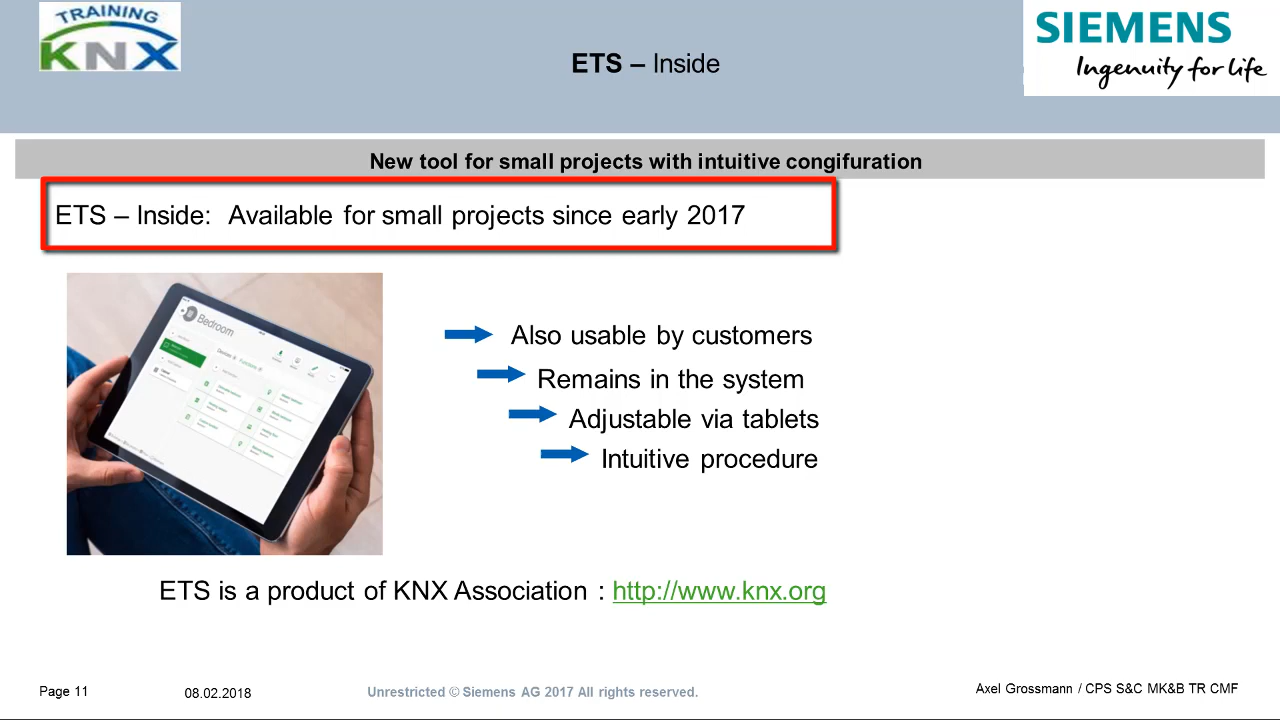 TRAINING
KNX
ETS – Inside
SIEMENS
Ingenuity for life
New tool for small projects with intuitive congifuration
ETS – Inside: Available for small projects since early 2017
Bedroom
Also usable by customers
Remains in the system
Adjustable via tablets
Intuitive procedure
ETS is a product of KNX Association : http://www.knx.org
Page 11
08.02.2018
Unrestricted © Siemens AG 2017 All rights reserved.
Axel Grossmann / CPS S&C MK&B TR CMF